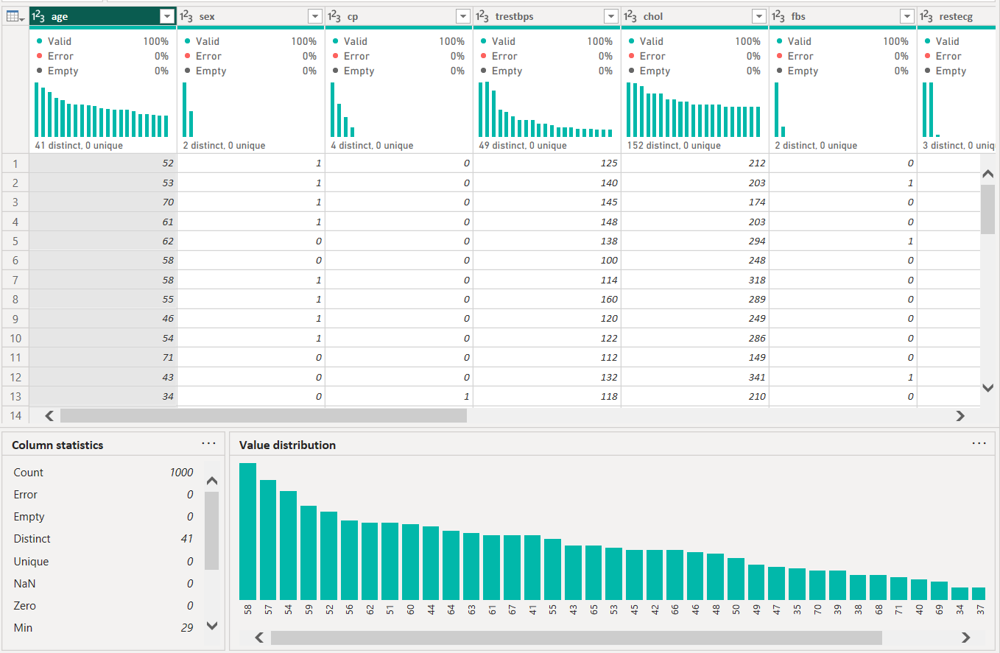 1²3 age 1²3 sex 1²3 cp 1²3 trestbps 1²3 chol 1²3 fbs 1²3 restecg
Valid 100% Valid 100% Valid 100% Valid 100% Valid 100% Valid 100% Valid
Error 0% Error 0% Error 0% Error 0% Error 0% Error 0% Error
Empty 0% Empty 0% Empty 0% Empty 0% Empty 0% Empty 0% Empty
41 distinct, 0 unique 2 distinct, 0 unique 4 distinct, 0 unique 49 distinct, 0 unique 152 distinct, 0 unique 2 distinct, 0 unique 3 distinct, 0 uniq
1 52 1 0 125 212 0
2 53 1 0 140 203 1
3 70 1 0 145 174 0
4 61 1 0 148 203 0
5 62 0 0 138 294 1
6 58 0 0 100 248 0
7 58 1 0 114 318 0
8 55 1 0 160 289 0
9 46 1 0 120 249 0
10 54 1 0 122 286 0
11 71 0 0 112 149 0
12 43 0 0 132 341 1
13 34 0 1 118 210 0
14
Column statistics ...
Count 1000
Error 0
Empty 0
Distinct 41
Unique 0
NaN 0
Zero 0
Min 29
Value distribution ...
58 57 54 59 52 56 62 51 60 44 64 63 61 67 41 55 43 65 53 45 42 66 46 48 50 49 47 35 70 39 38 68 71 40 69 34 37